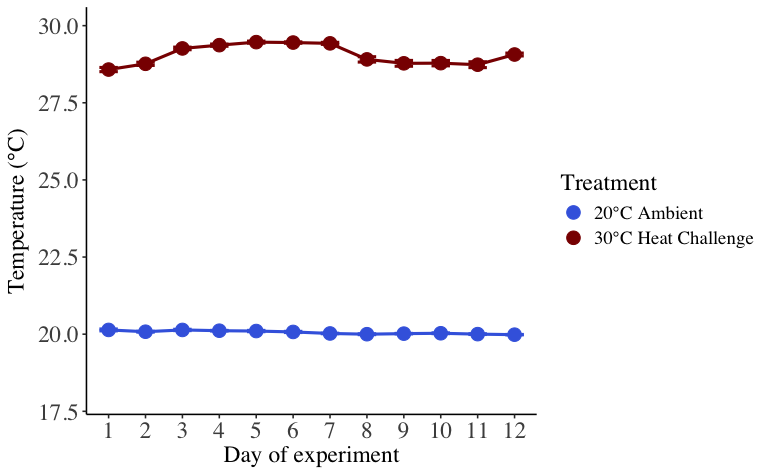 30.0
27.5
25.0
22.5
20.0
17.5
Temperature (°C)
1 2 3 4 5 6 7 8 9 10 11 12
Day of experiment
Treatment
20°C Ambient
30°C Heat Challenge